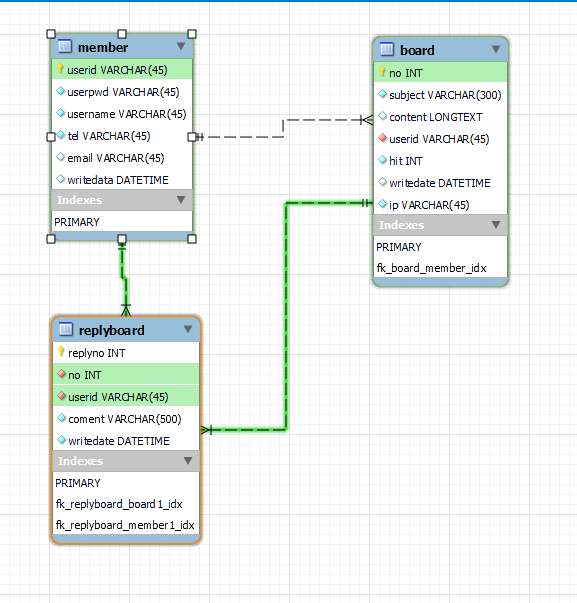 member
userid VARCHAR(45)
userpwd VARCHAR(45)
username VARCHAR(45)
tel VARCHAR(45)
email VARCHAR(45)
writedata DATETIME
Indexes
PRIMARY
board
no INT
subject VARCHAR(300)
content LONGTEXT
userid VARCHAR(45)
hit INT
writedate DATETIME
ip VARCHAR(45)
Indexes
PRIMARY
fk_board_member_idx
replyboard
replyno INT
no INT
userid VARCHAR(45)
coment VARCHAR(500)
writedate DATETIME
Indexes
PRIMARY
fk_replyboard_board1_idx
fk_replyboard_member1_idx